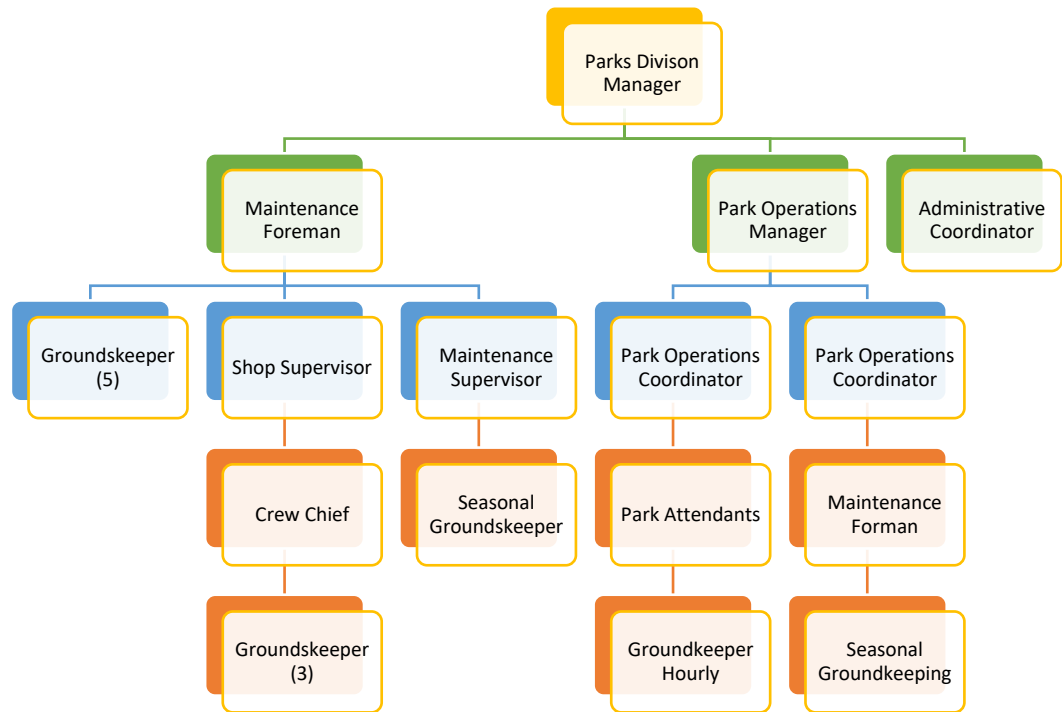 Parks Divison
Manager
Maintenance
Foreman
Park Operations
Manager
Administrative
Coordinator
Groundskeeper
(5)
Shop Supervisor
Maintenance
Supervisor
Park Operations
Coordinator
Park Operations
Coordinator
Crew Chief
Seasonal
Groundskeeper
Park Attendants
Maintenance
Forman
Groundskeeper
(3)
Groundkeeper
Hourly
Seasonal
Groundkeeping